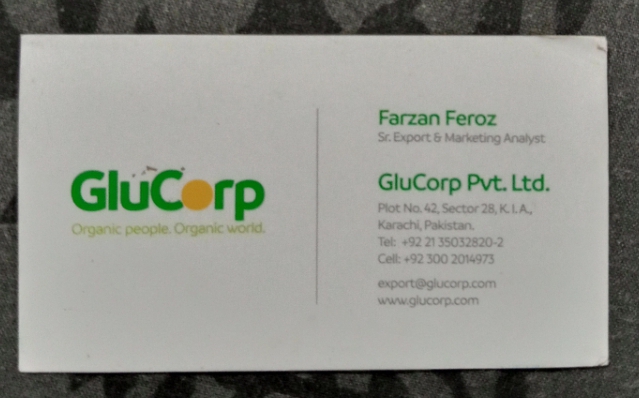 GluCorp
Organic people. Organic world.
Farzan Feroz
Sr. Export & Marketing Analyst
GluCorp Pvt. Ltd.
Plot No. 42, Sector 28, K. I. A.,
Karachi, Pakistan.
Tel: +92 21 35032820-2
Cell: +92 300 2014973
export@glucorp.com
www.glucorp.com